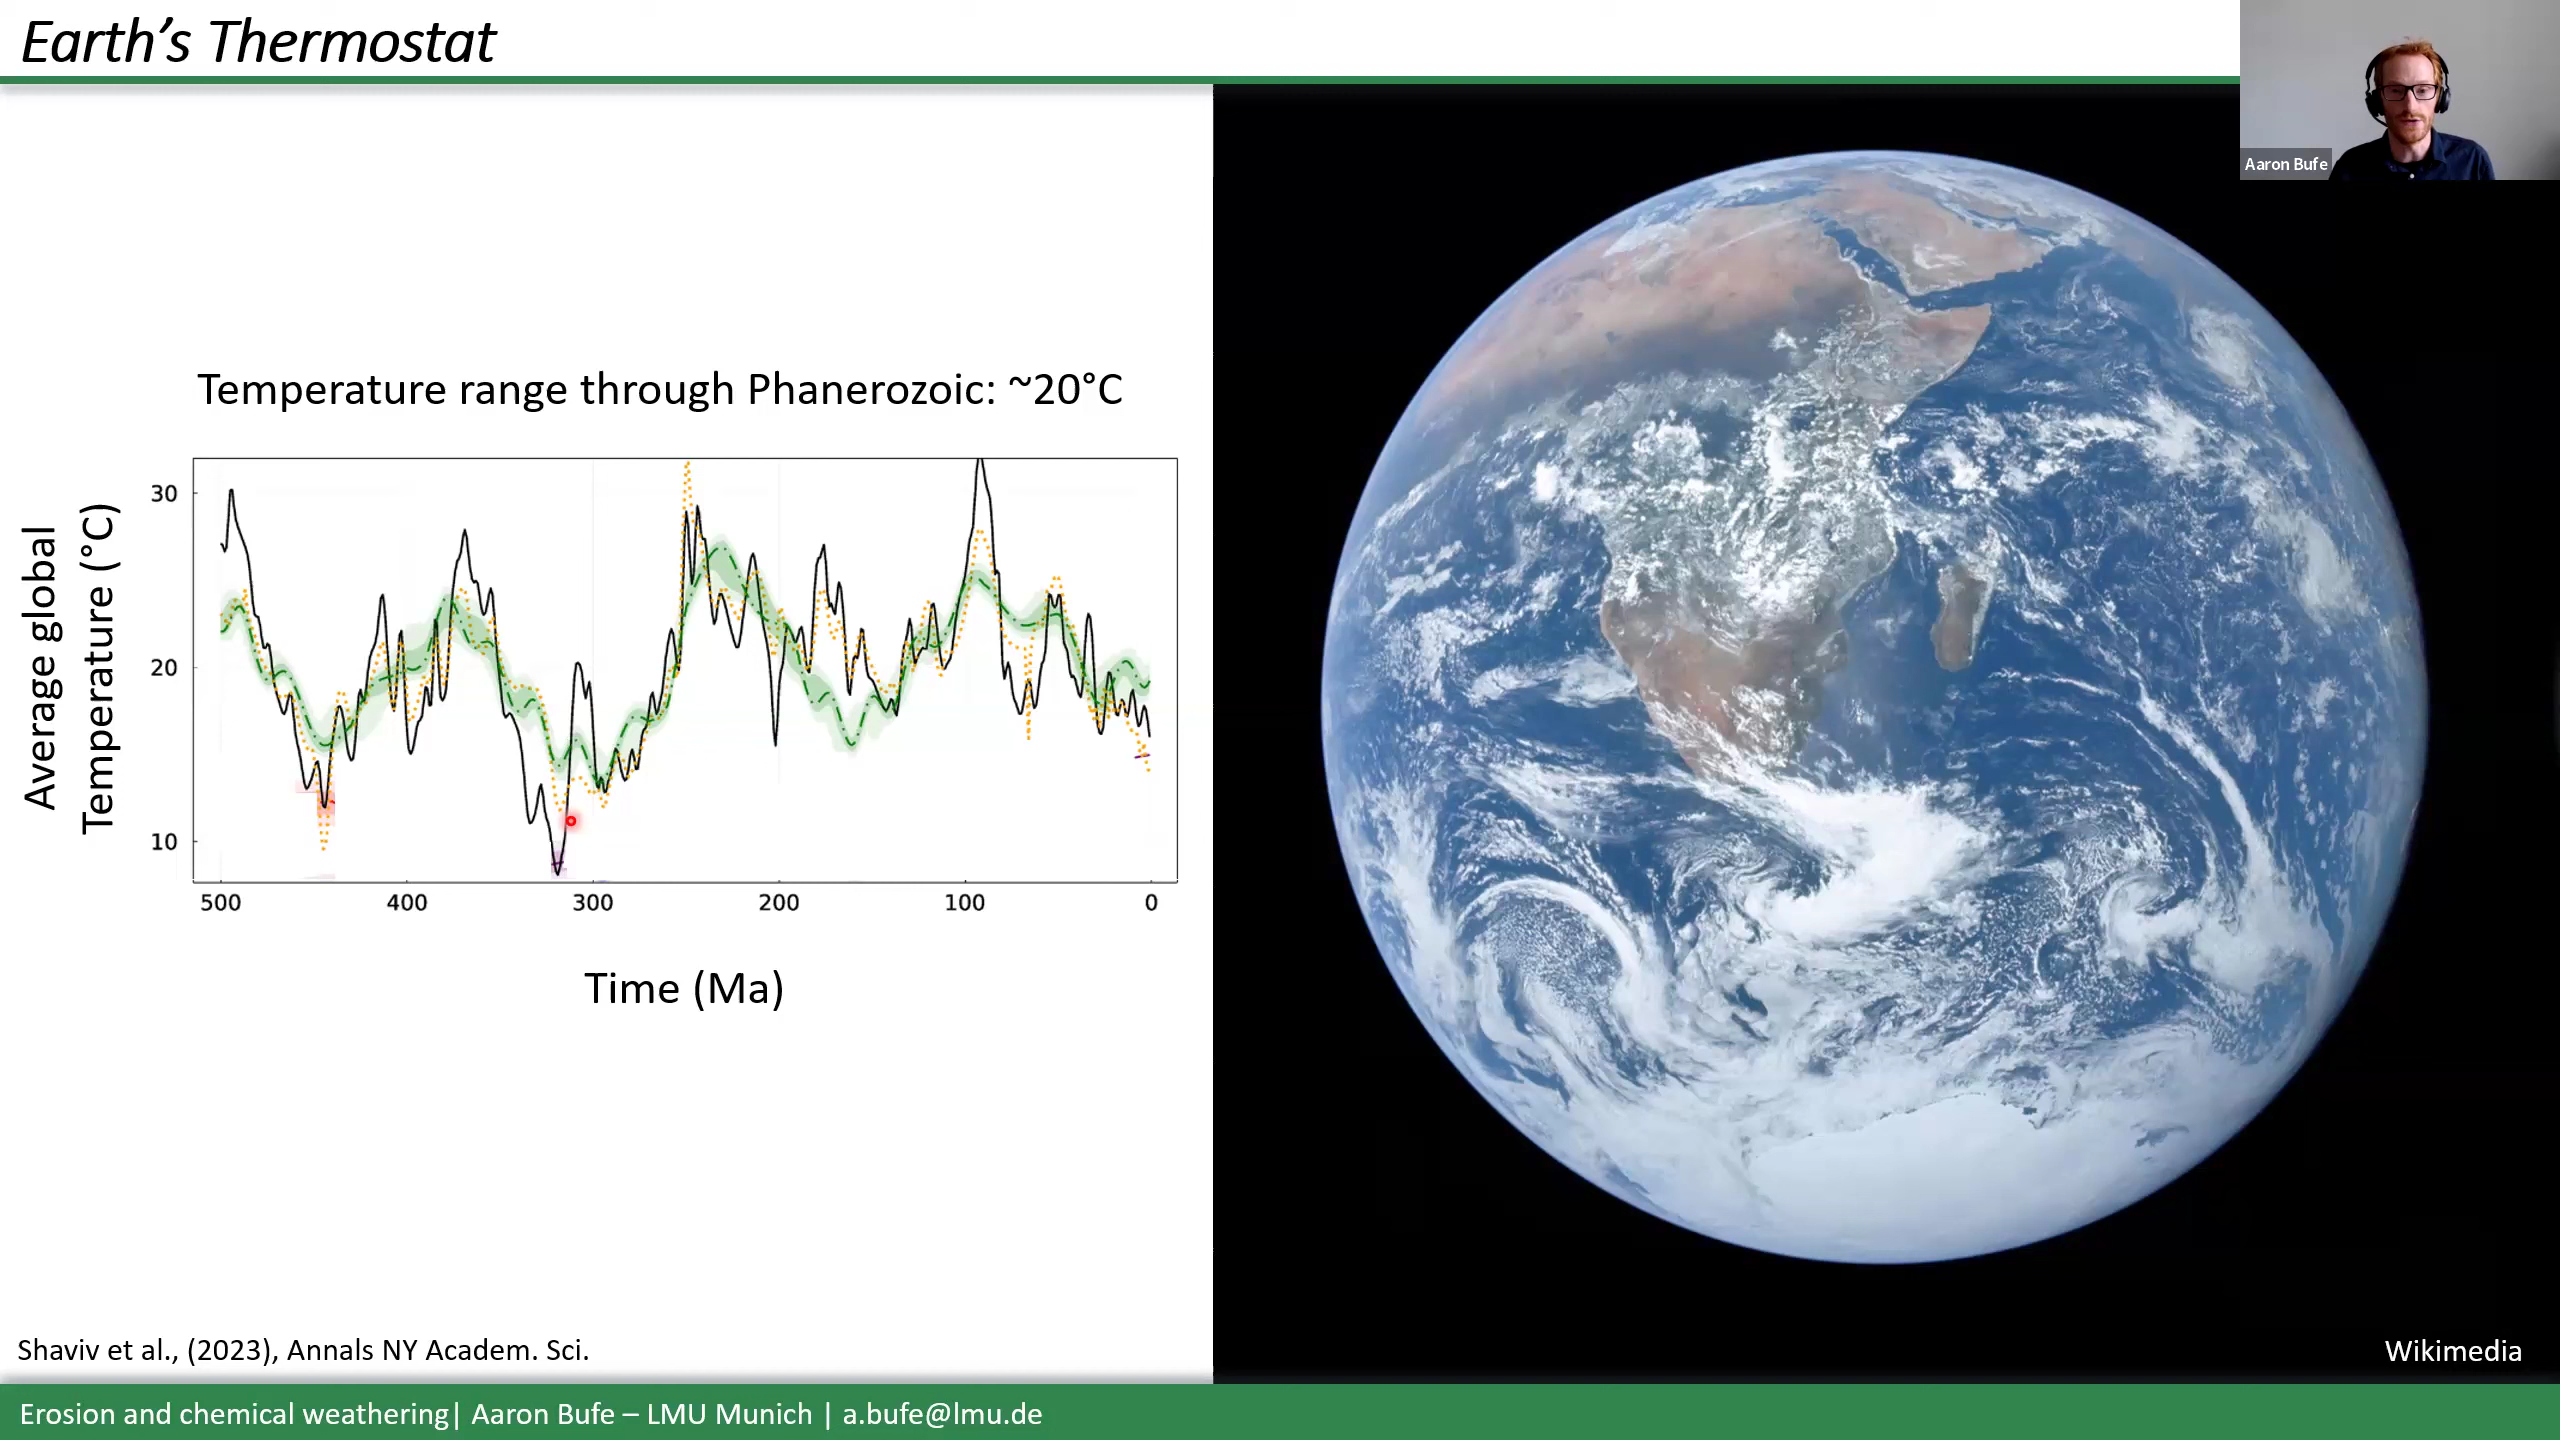 Earth's Thermostat
Aaron Bufe
Temperature range through Phanerozoic: ~20°C
Average global
Temperature (°C)
30
20
10
500 400 300 200 100 0
Time (Ma)
Shaviv et al., (2023), Annals NY Academ. Sci.
Wikimedia
Erosion and chemical weathering| Aaron Bufe – LMU Munich | a.bufe@lmu.de